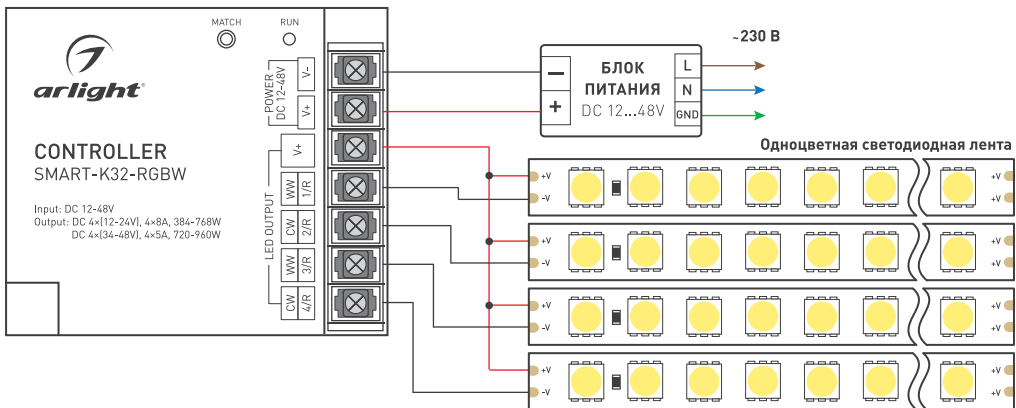 MATCH
RUN
arlight®
CONTROLLER
SMART-K32-RGBW
Input: DC 12-48V
Output: DC 4×(12-24V), 4×8A, 384-768W
DC 4×(34-48V), 4×5A, 720-960W
POWER
DC 12-48V
V-
V+
LED OUTPUT
V+
WW 1/R
CW 2/R
WW 3/R
CW 4/R
~230 В
– БЛОК L
ПИТАНИЯ N
+ DC 12...48V GND
Одноцветная светодиодная лента
+V +V
-V +V
+V +V
-V +V
+V +V
-V +V
+V +V
-V +V